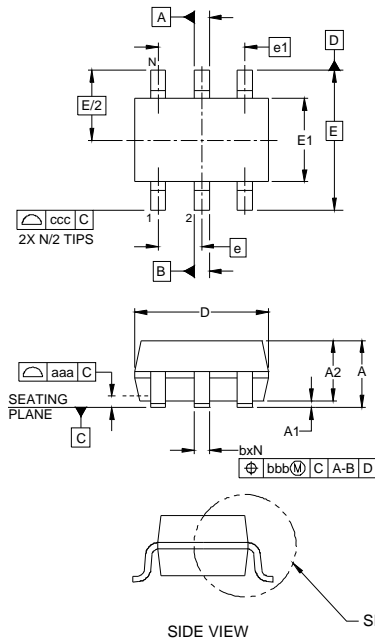 A
e1
D
N
E/2
E1
E
ccc C
2X N/2 TIPS
1
2
e
B
D
aaa C
A2
A
SEATING
PLANE
A1
C
bxN
bbb Ⓜ C A-B D
SIDE VIEW